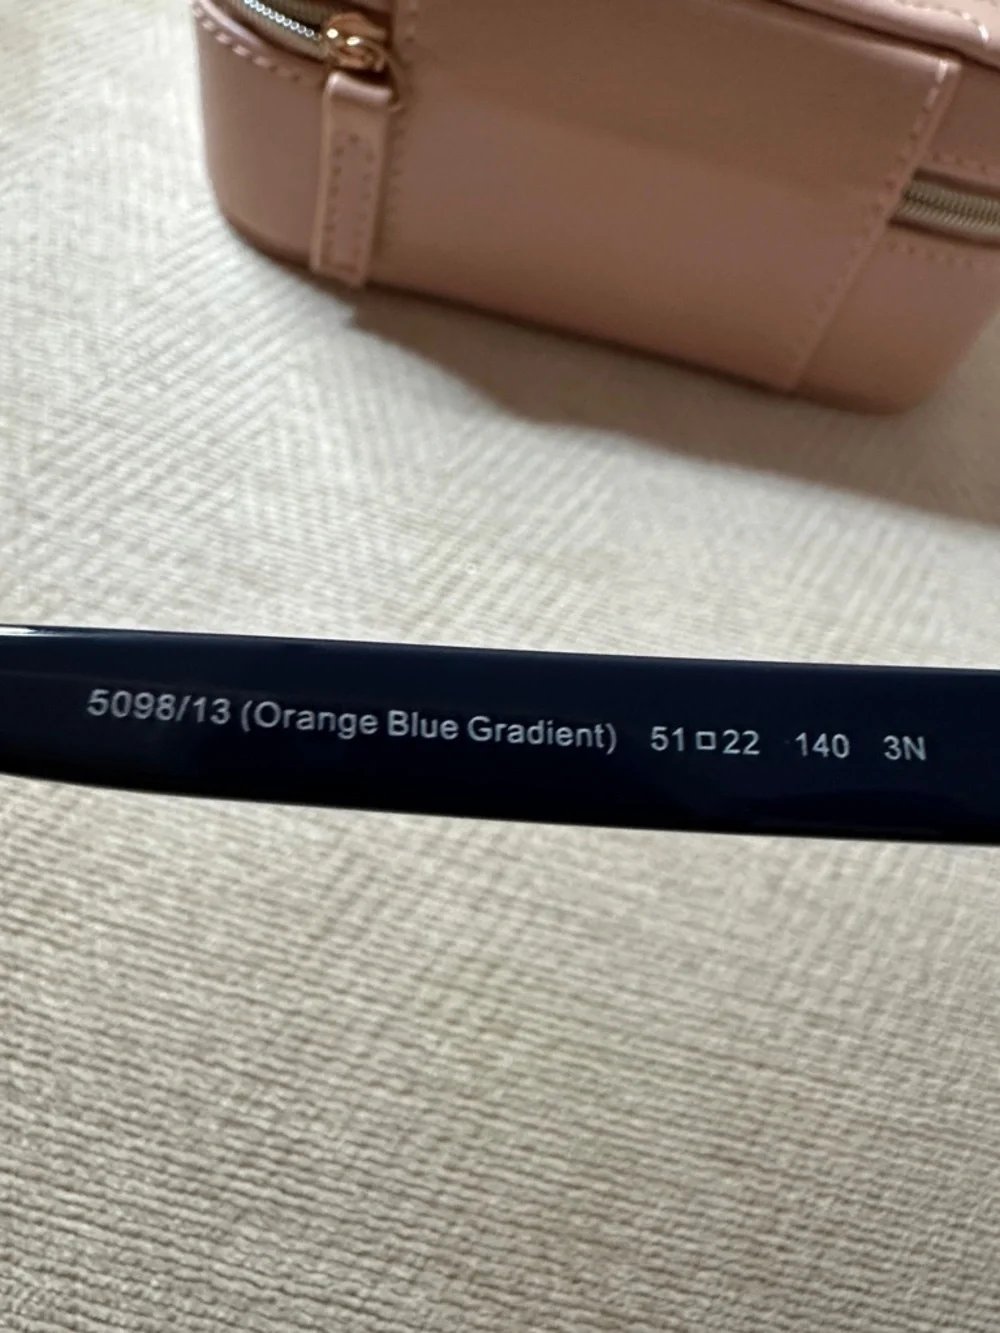 5098/13 (Orange Blue Gradient) 51□22 140 3N